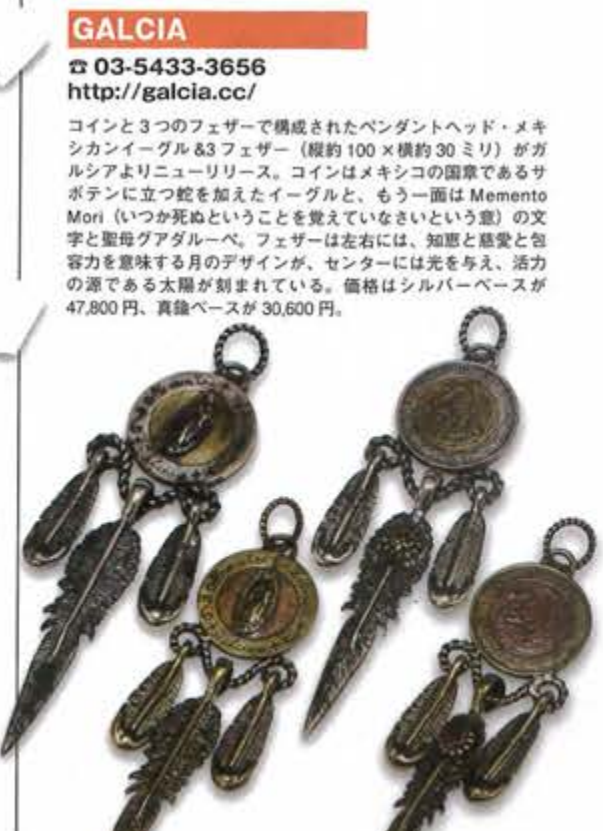 GALCIA
☎ 03-5433-3656
http://galcia.cc/
コインと3つのフェザーで構成されたペンダントヘッド・メキ
シカンイーグル&3フェザー（縦約100×横約30ミリ）がガ
ルシアよりニューリリース。コインはメキシコの国章であるサ
ボテンに立つ蛇を加えたイーグルと、もう一面は Memento
Mori（いつか死ぬということを覚えていなさいという意）の文
字と聖母グアダルーペ。フェザーは左右には、知恵と慈愛と包
容力を意味する月のデザインが、センターには光を与え、活力
の源である太陽が刻まれている。価格はシルバーベースが
47,800円、真鍮ベースが30,600円。